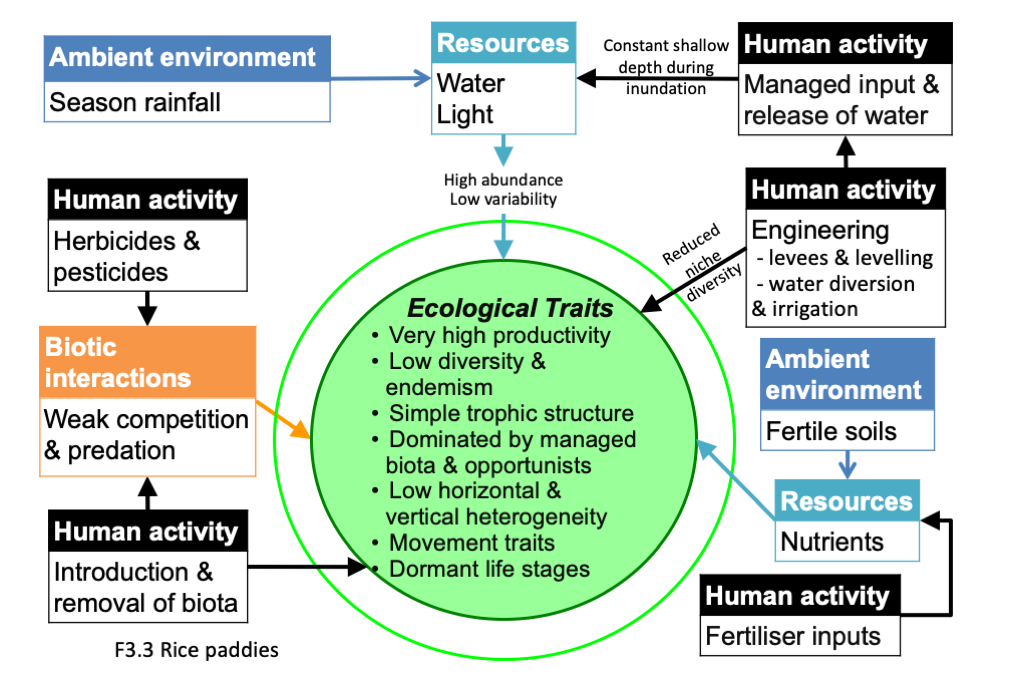 Ambient environment
Season rainfall
Resources
Water
Light
Constant shallow
depth during
inundation
Human activity
Managed input &
release of water
High abundance
Low variability
Human activity
Herbicides &
pesticides
Human activity
Engineering
- levees & levelling
- water diversion
& irrigation
Reduced
niche
diversity
Biotic
interactions
Weak competition
& predation
Ecological Traits
• Very high productivity
• Low diversity &
endemism
• Simple trophic structure
• Dominated by managed
biota & opportunists
• Low horizontal &
vertical heterogeneity
• Movement traits
• Dormant life stages
Ambient
environment
Fertile soils
Resources
Nutrients
Human activity
Introduction &
removal of biota
Human activity
Fertiliser inputs
F3.3 Rice paddies